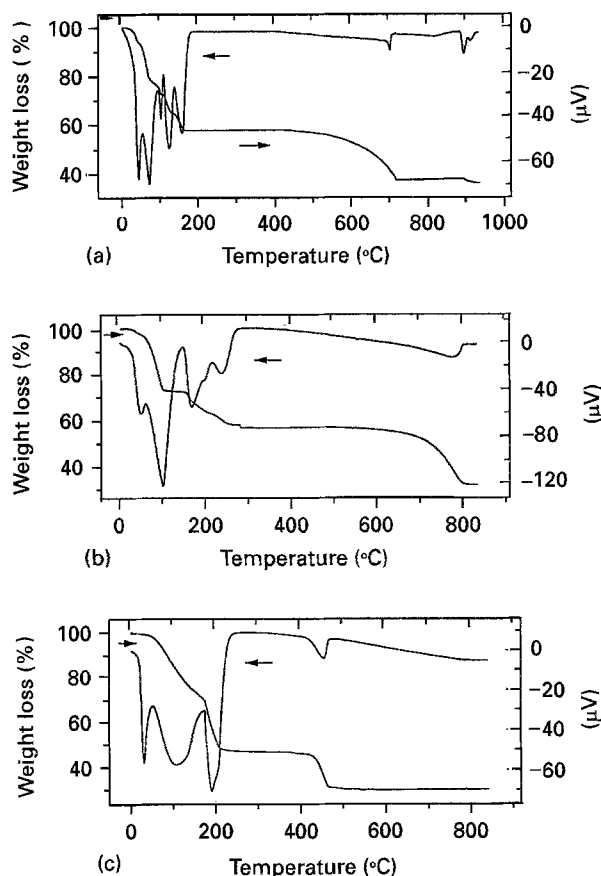 Weight loss ( % )
100
80
60
40
0
−20
−40
−60
(µV)
0 200 400 600 800 1000
(a) Temperature (°C)
Weight loss (%)
100
80
60
40
0
−40
−80
−120
(µV)
0 200 400 600 800
(b) Temperature (°C)
Weight loss (%)
100
80
60
40
0
−20
−40
−60
(µV)
0 200 400 600 800
(c) Temperature (°C)